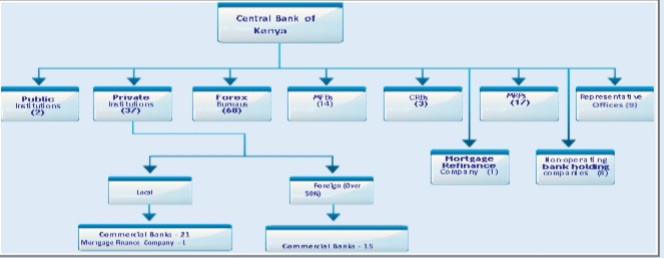 Central Bank of
Kenya
Public
Institutions
(2)
Private
Institutions
(37)
Forex
Bureaus
(68)
MFBs
(14)
CRBs
(3)
MRPs
(17)
Representative
Offices (9)
Mortgage
Refinance
Company (1)
Non operating
bank holding
companies
Local
Foreign (Over
50%)
Commercial Banks - 21
Mortgage Finance Company - 1
Commercial Banks - 15